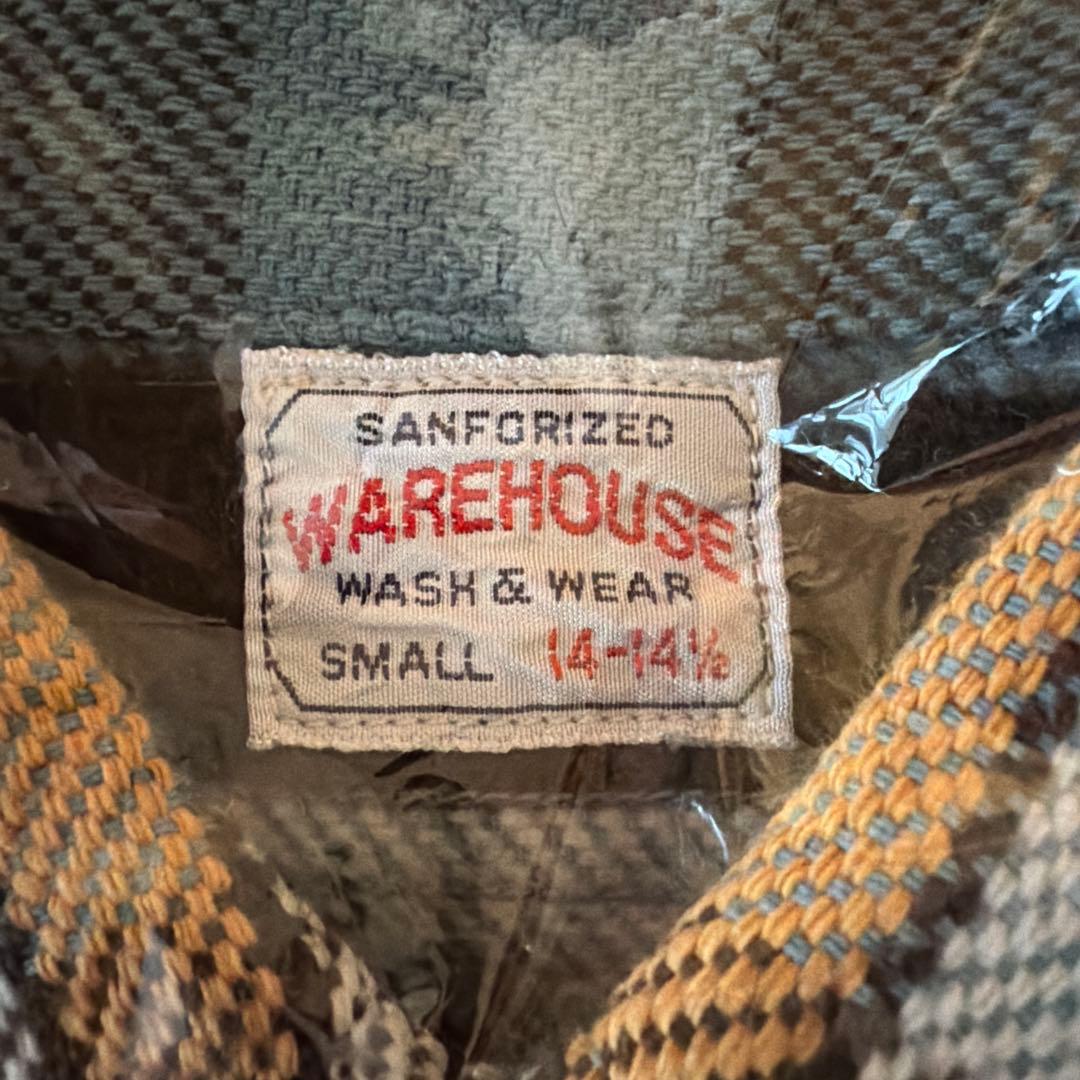 SANFORIZED
WAREHOUSE
WASH & WEAR
SMALL 14-14½